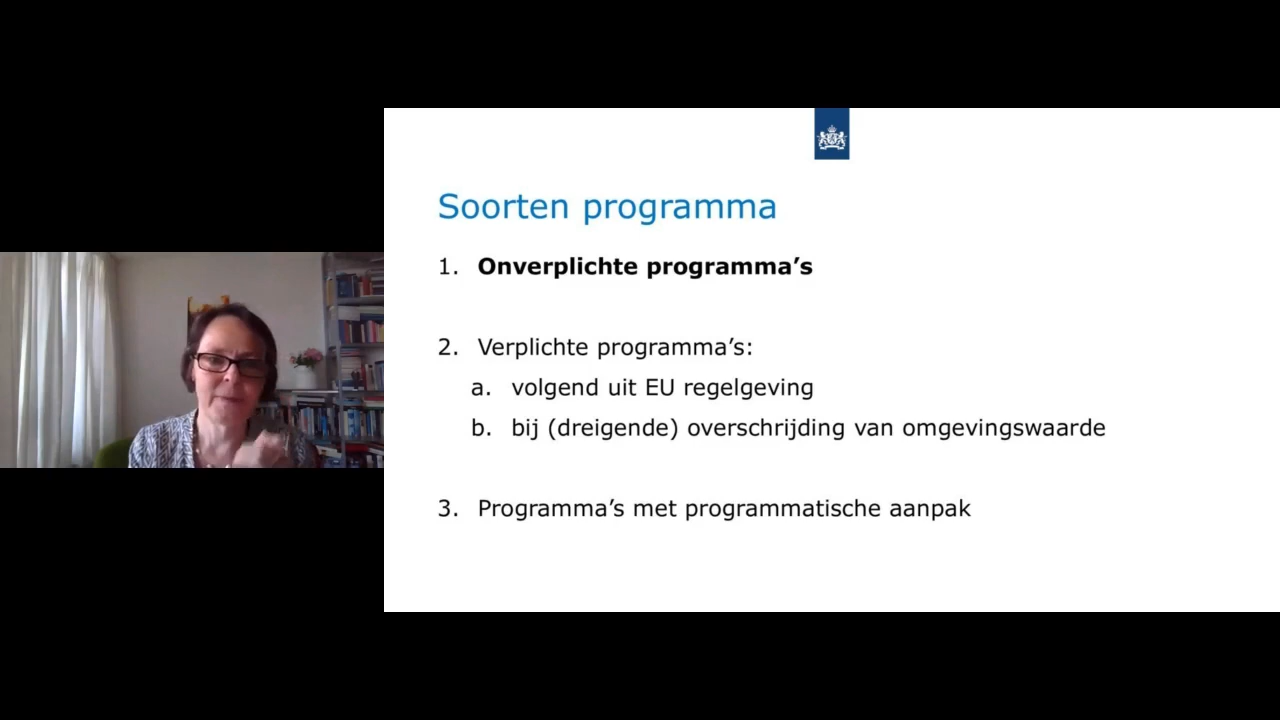 Soorten programma
1. Onverplichte programma’s
2. Verplichte programma’s:
a. volgend uit EU regelgeving
b. bij (dreigende) overschrijding van omgevingswaarde
3. Programma’s met programmatische aanpak